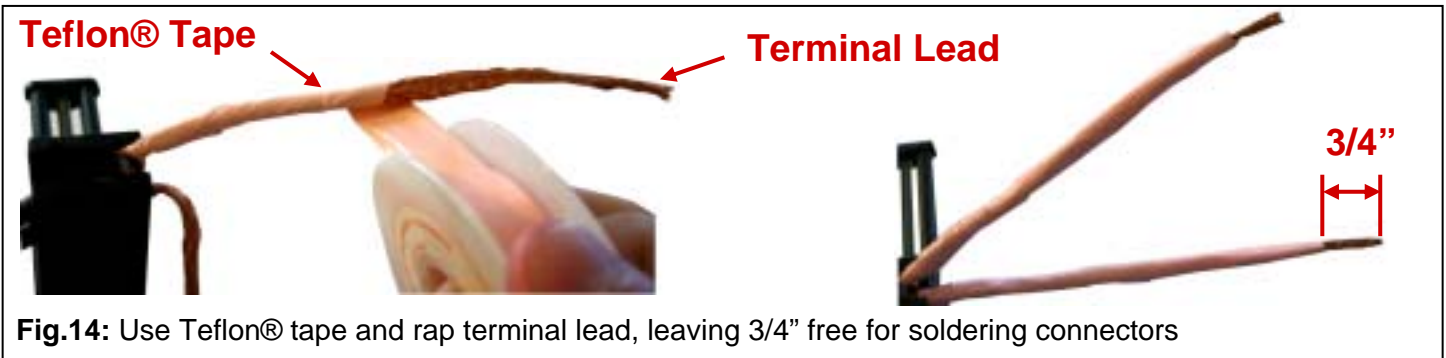 Teflon® Tape
Terminal Lead
3/4”
Fig.14: Use Teflon® tape and rap terminal lead, leaving 3/4” free for soldering connectors